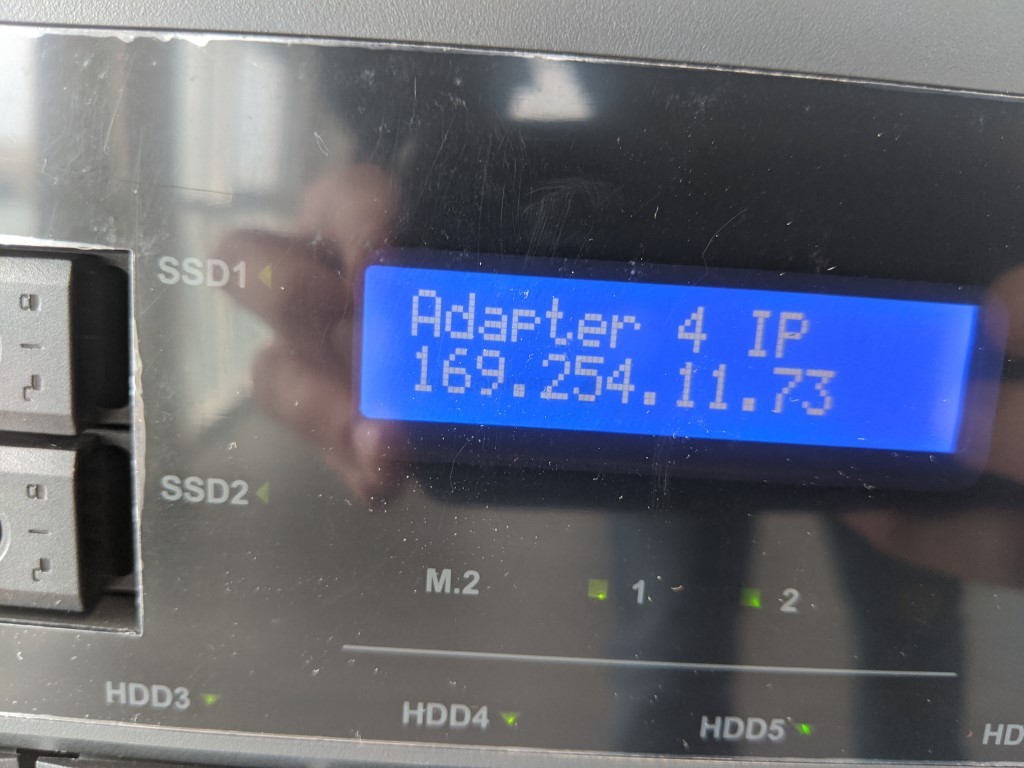 SSD1
Adapter 4 IP
169.254.11.73
SSD2
M.2 1 2
HDD3 HDD4 HDD5